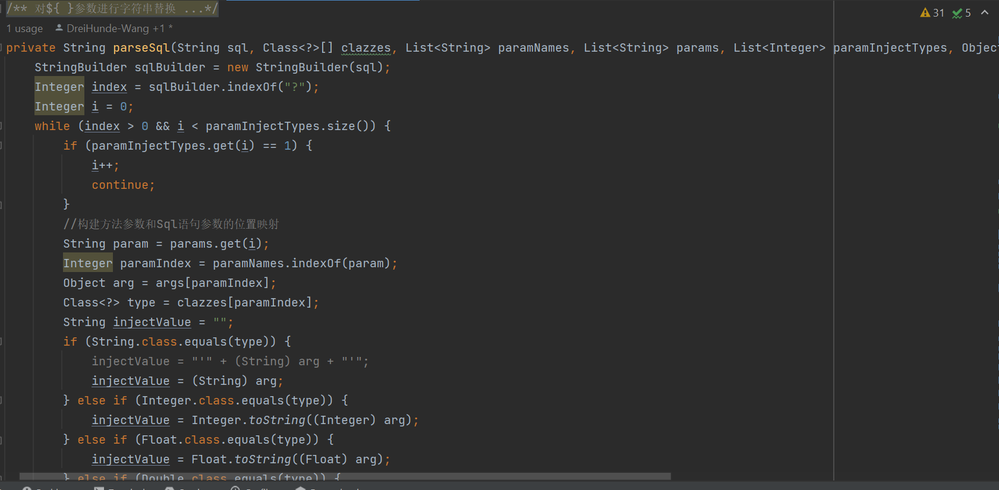 /** 对${ }参数进行字符串替换 ...*/
31 5
1 usage DreiHunde-Wang +1 *
private String parseSql(String sql, Class<?>[] clazzes, List<String> paramNames, List<String> params, List<Integer> paramInjectTypes, Objec
StringBuilder sqlBuilder = new StringBuilder(sql);
Integer index = sqlBuilder.indexOf("?");
Integer i = 0;
while (index > 0 && i < paramInjectTypes.size()) {
if (paramInjectTypes.get(i) == 1) {
i++;
continue;
}
//构建方法参数和Sql语句参数的位置映射
String param = params.get(i);
Integer paramIndex = paramNames.indexOf(param);
Object arg = args[paramIndex];
Class<?> type = clazzes[paramIndex];
String injectValue = "";
if (String.class.equals(type)) {
injectValue = "'" + (String) arg + "'";
injectValue = (String) arg;
} else if (Integer.class.equals(type)) {
injectValue = Integer.toString((Integer) arg);
} else if (Float.class.equals(type)) {
injectValue = Float.toString((Float) arg);
} else if (Double.class.equals(type)) {